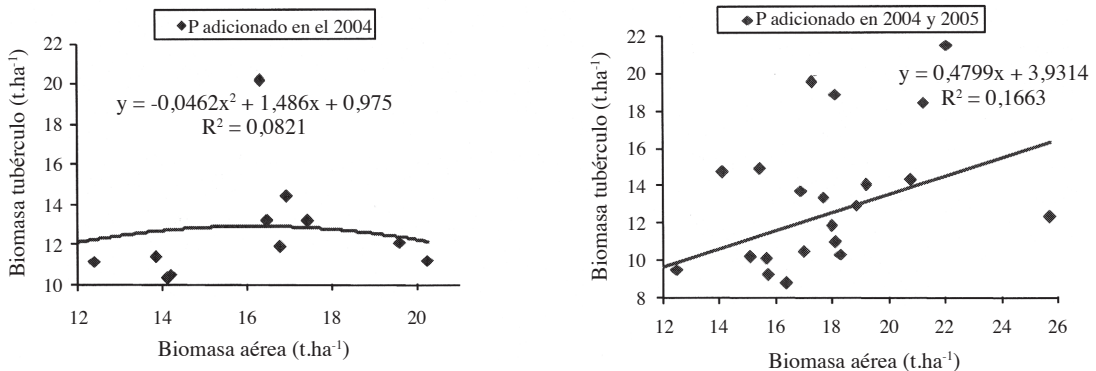 P adicionado en el 2004
22
20
18
16
14
12
10
y = -0,0462x² + 1,486x + 0,975
R² = 0,0821
Biomasa tubérculo (t.ha⁻¹)
12 14 16 18 20
Biomasa aérea (t.ha⁻¹)
P adicionado en 2004 y 2005
22
20
18
16
14
12
10
8
y = 0,4799x + 3,9314
R² = 0,1663
Biomasa tubérculo (t.ha⁻¹)
12 14 16 18 20 22 24 26
Biomasa aérea (t.ha⁻¹)